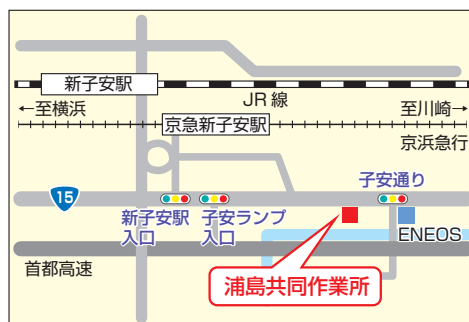 新子安駅
JR線
←至横浜
至川崎→
京急新子安駅
京浜急行
子安通り
15
新子安駅
入口
子安ランプ
入口
ENEOS
首都高速
浦島共同作業所